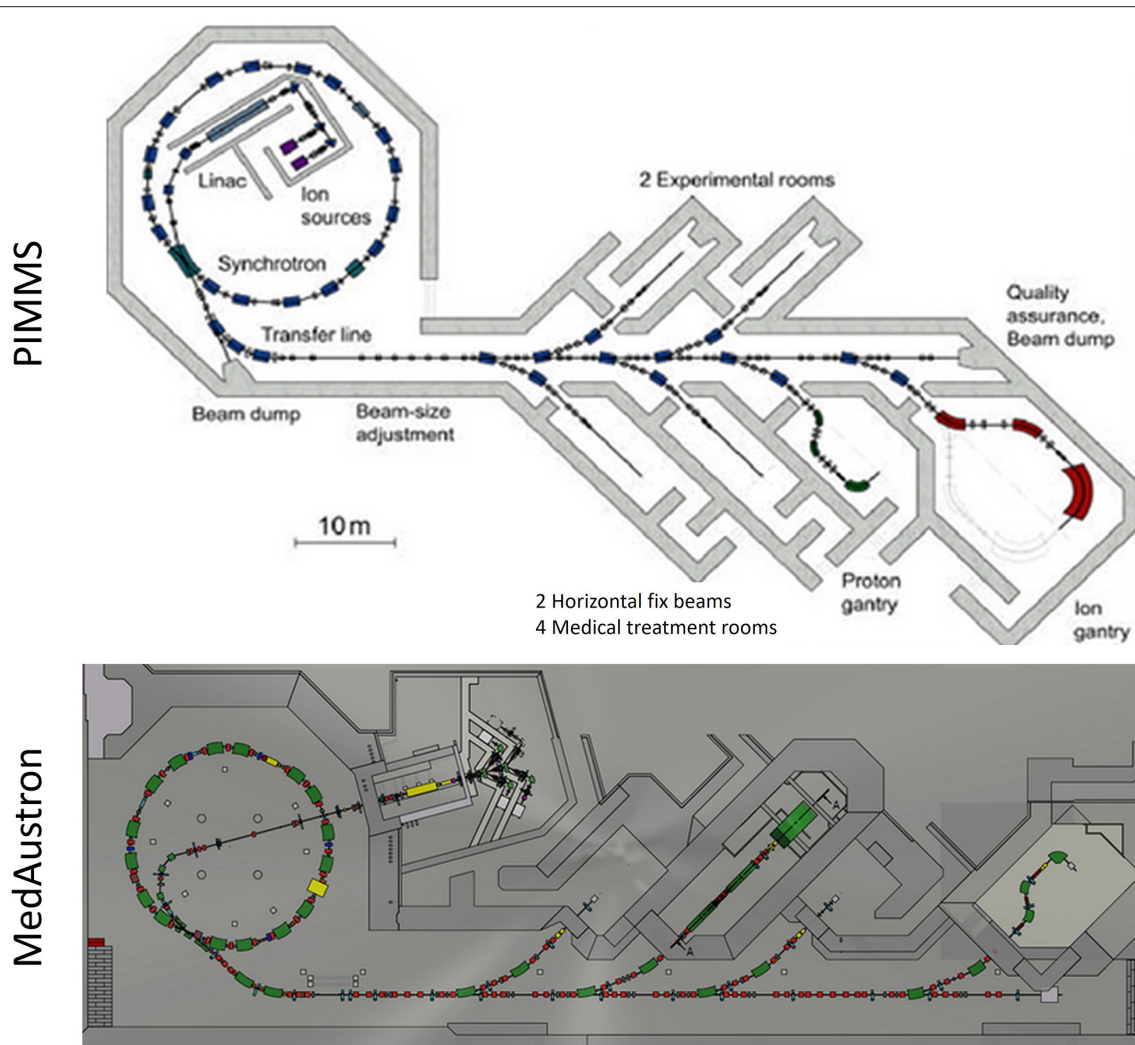 PIMMS
Linac
Ion
sources
Synchrotron
Transfer line
2 Experimental rooms
Quality
assurance,
Beam dump
Beam dump
Beam-size
adjustment
10 m
Proton
gantry
Ion
gantry
2 Horizontal fix beams
4 Medical treatment rooms
MedAustron
A
A